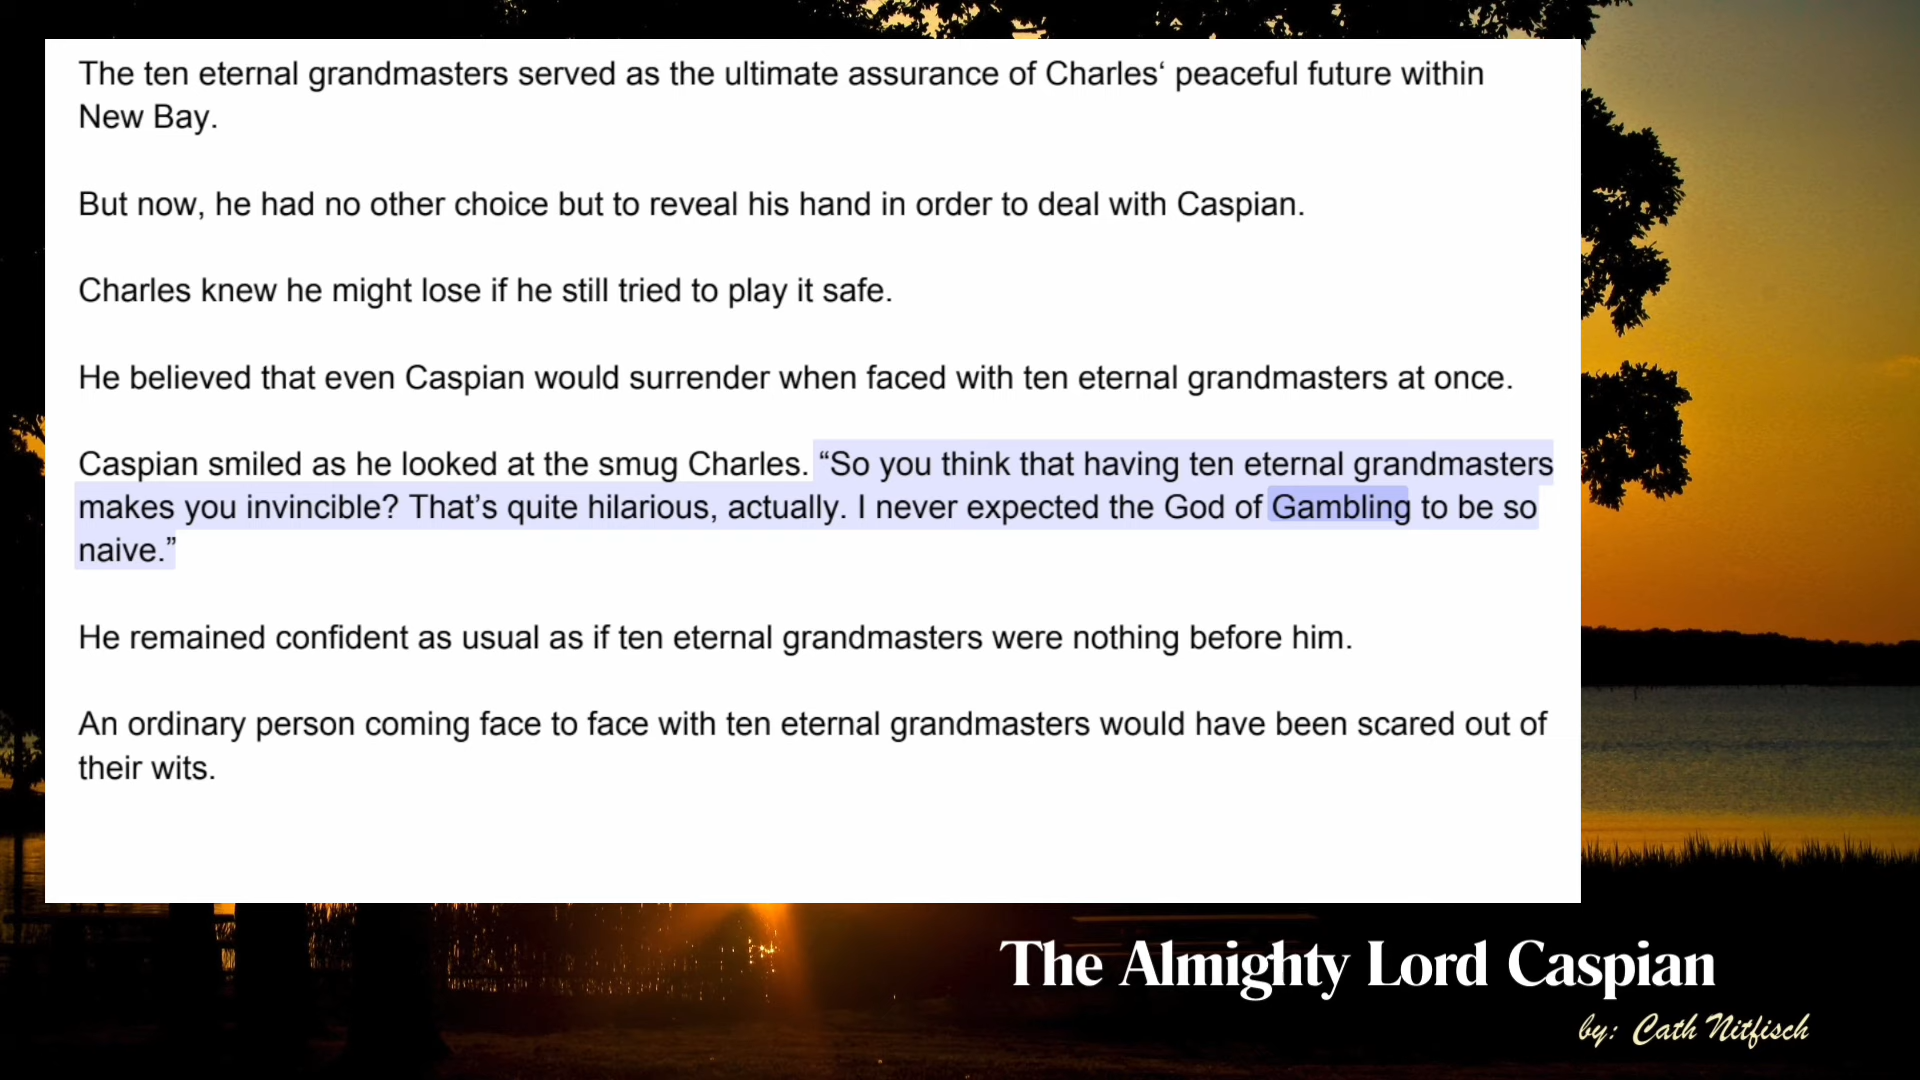 The ten eternal grandmasters served as the ultimate assurance of Charles‘ peaceful future within
New Bay.
But now, he had no other choice but to reveal his hand in order to deal with Caspian.
Charles knew he might lose if he still tried to play it safe.
He believed that even Caspian would surrender when faced with ten eternal grandmasters at once.
Caspian smiled as he looked at the smug Charles. “So you think that having ten eternal grandmasters
makes you invincible? That’s quite hilarious, actually. I never expected the God of Gambling to be so
naive.”
He remained confident as usual as if ten eternal grandmasters were nothing before him.
An ordinary person coming face to face with ten eternal grandmasters would have been scared out of
their wits.
The Almighty Lord Caspian
by: Cath Nitfisch